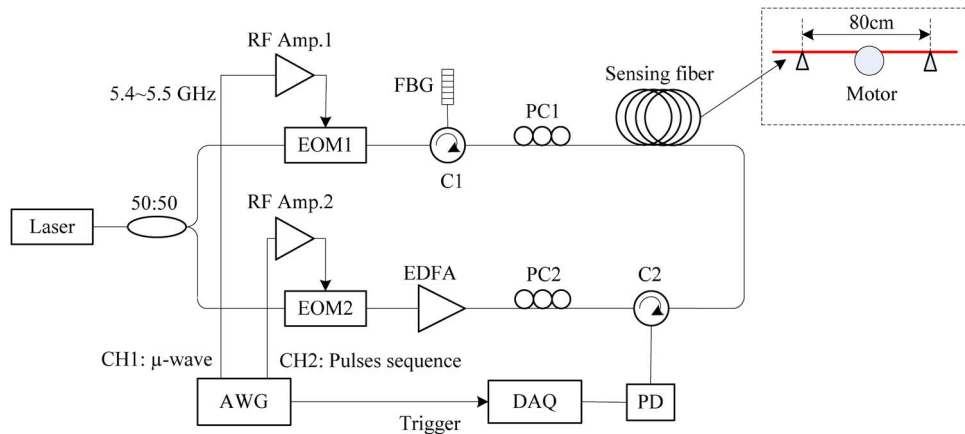 RF Amp.1
80cm
Sensing fiber
Motor
5.4~5.5 GHz
FBG
PC1
EOM1
C1
50:50
RF Amp.2
Laser
EDFA
PC2
C2
EOM2
CH1: μ-wave
CH2: Pulses sequence
AWG
DAQ
PD
Trigger